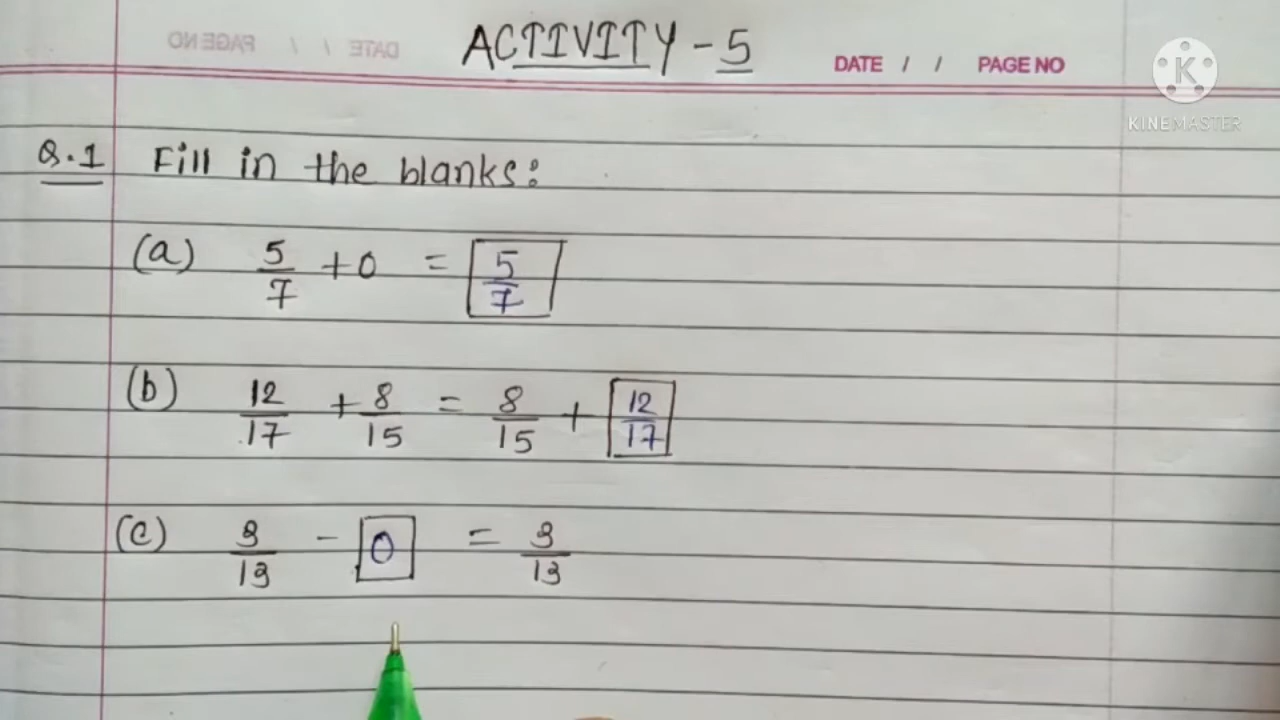 ACTIVITY - 5
DATE / / PAGE NO
KINEMASTER
Q.1 Fill in the blanks:
(a) 5/7 + 0 = 5/7
(b) 12/17 + 8/15 = 8/15 + 12/17
(c) 3/13 - 0 = 3/13